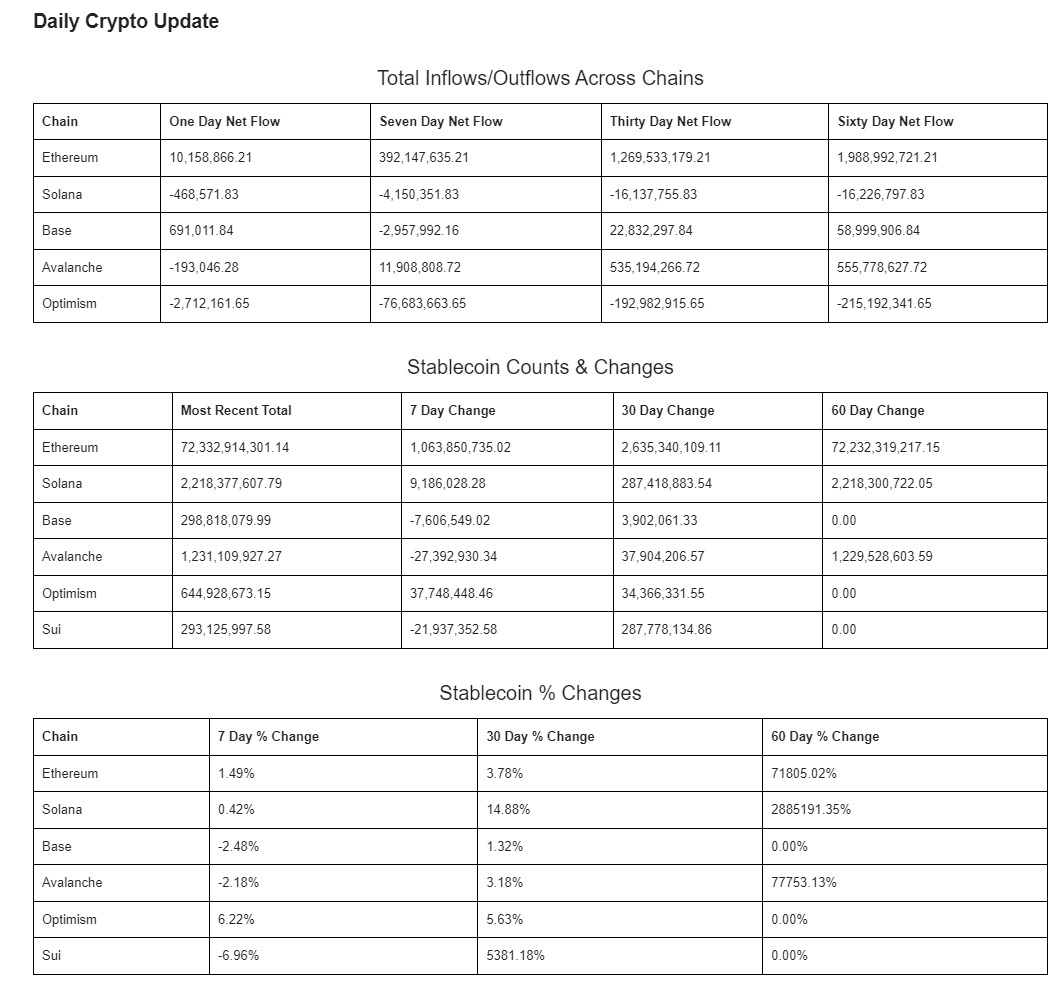 Daily Crypto Update
Total Inflows/Outflows Across Chains
Chain One Day Net Flow Seven Day Net Flow Thirty Day Net Flow Sixty Day Net Flow
Ethereum 10,158,866.21 392,147,635.21 1,269,533,179.21 1,988,992,721.21
Solana -468,571.83 -4,150,351.83 -16,137,755.83 -16,226,797.83
Base 691,011.84 -2,957,992.16 22,832,297.84 58,999,906.84
Avalanche -193,046.28 11,908,808.72 535,194,266.72 555,778,627.72
Optimism -2,712,161.65 -76,683,663.65 -192,982,915.65 -215,192,341.65
Stablecoin Counts & Changes
Chain Most Recent Total 7 Day Change 30 Day Change 60 Day Change
Ethereum 72,332,914,301.14 1,063,850,735.02 2,635,340,109.11 72,232,319,217.15
Solana 2,218,377,607.79 9,186,028.28 287,418,883.54 2,218,300,722.05
Base 298,818,079.99 -7,606,549.02 3,902,061.33 0.00
Avalanche 1,231,109,927.27 -27,392,930.34 37,904,206.57 1,229,528,603.59
Optimism 644,928,673.15 37,748,448.46 34,366,331.55 0.00
Sui 293,125,997.58 -21,937,352.58 287,778,134.86 0.00
Stablecoin % Changes
Chain 7 Day % Change 30 Day % Change 60 Day % Change
Ethereum 1.49% 3.78% 71805.02%
Solana 0.42% 14.88% 2885191.35%
Base -2.48% 1.32% 0.00%
Avalanche -2.18% 3.18% 77753.13%
Optimism 6.22% 5.63% 0.00%
Sui -6.96% 5381.18% 0.00%